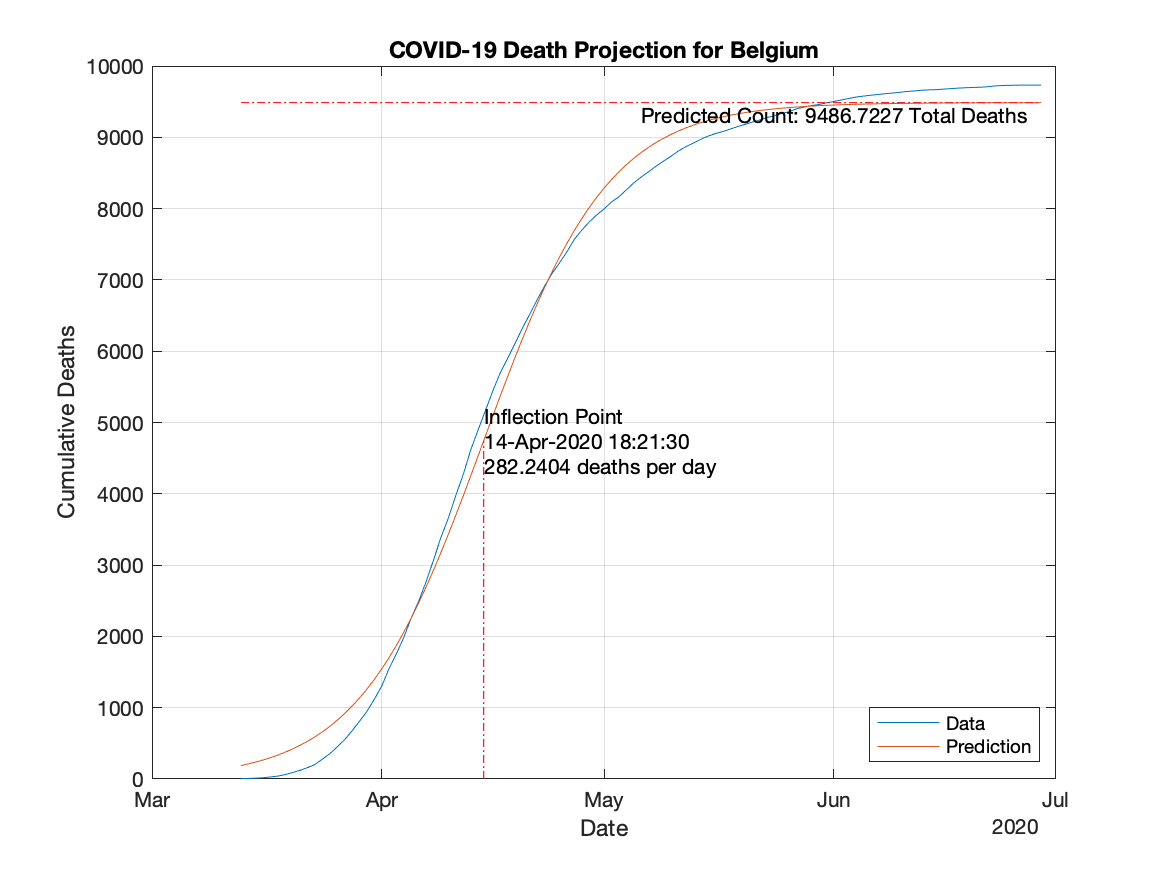 COVID-19 Death Projection for Belgium
10000
9000
8000
7000
6000
5000
4000
3000
2000
1000
0
Cumulative Deaths
Predicted Count: 9486.7227 Total Deaths
Inflection Point
14-Apr-2020 18:21:30
282.2404 deaths per day
Data
Prediction
Mar Apr May Jun Jul
Date
2020